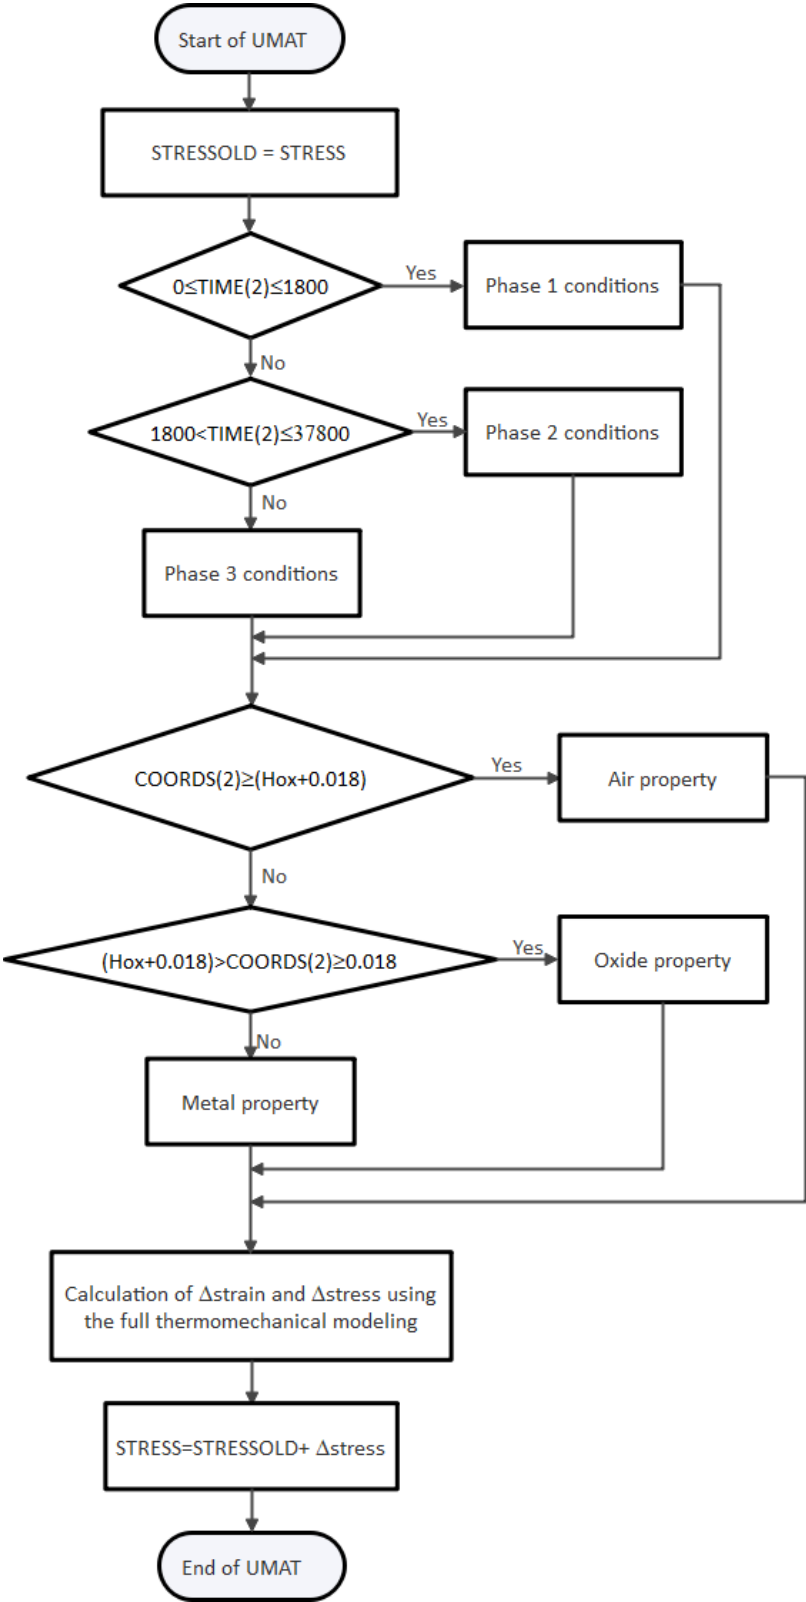 Start of UMAT
STRESSOLD = STRESS
0≤TIME(2)≤1800
Yes
Phase 1 conditions
No
1800<TIME(2)≤37800
Yes
Phase 2 conditions
No
Phase 3 conditions
COORDS(2)≥(Hox+0.018)
Yes
Air property
No
(Hox+0.018)>COORDS(2)≥0.018
Yes
Oxide property
No
Metal property
Calculation of Δstrain and Δstress using
the full thermomechanical modeling
STRESS=STRESSOLD+ Δstress
End of UMAT